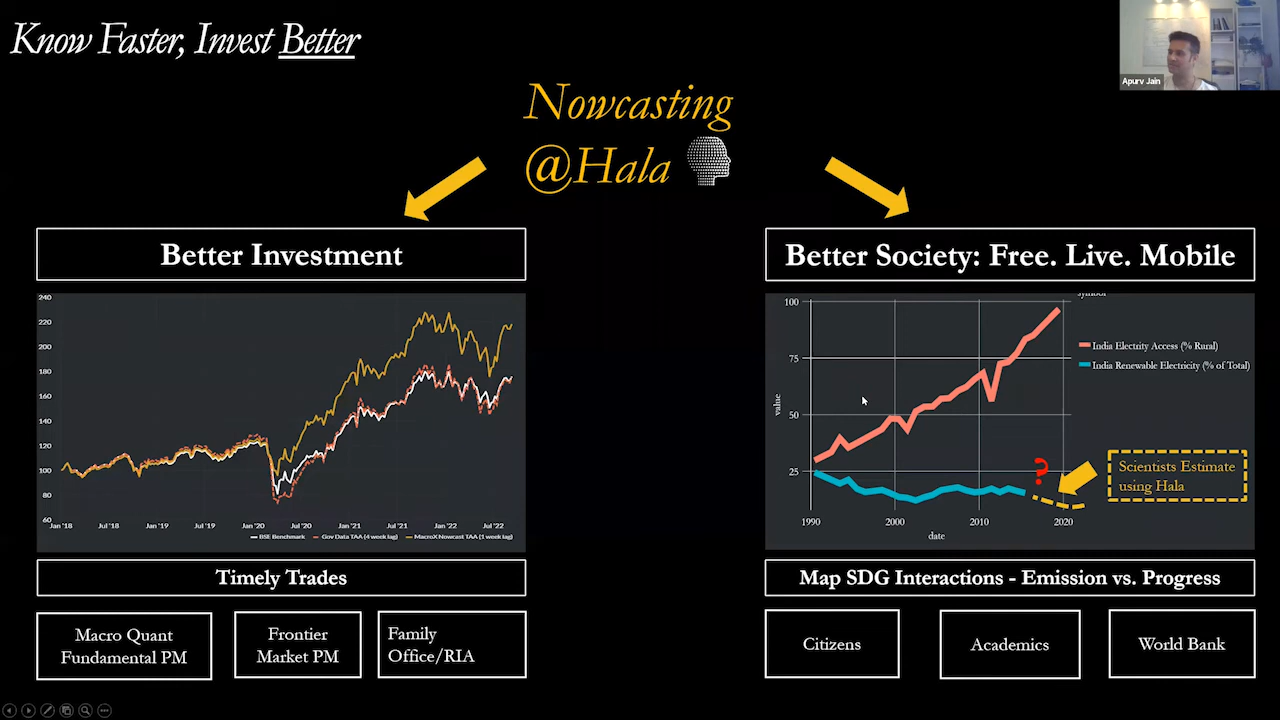 Know Faster, Invest Better
Apurv Jain
Nowcasting
@Hala
Better Investment
240
220
200
180
160
140
120
100
80
60
Jan '18
Jul '18
Jan '19
Jul '19
Jan '20
Jul '20
Jan '21
Jul '21
Jan '22
Jul '22
BSE Benchmark
Gov Data TAA (4 week lag)
MacroX Nowcast TAA (1 week lag)
Timely Trades
Macro Quant
Fundamental PM
Frontier
Market PM
Family
Office/RIA
Better Society: Free. Live. Mobile
symbol
India Electrity Access (% Rural)
India Renewable Electricity (% of Total)
value
100
75
50
25
?
Scientists Estimate
using Hala
1990
2000
2010
2020
date
Map SDG Interactions - Emission vs. Progress
Citizens
Academics
World Bank